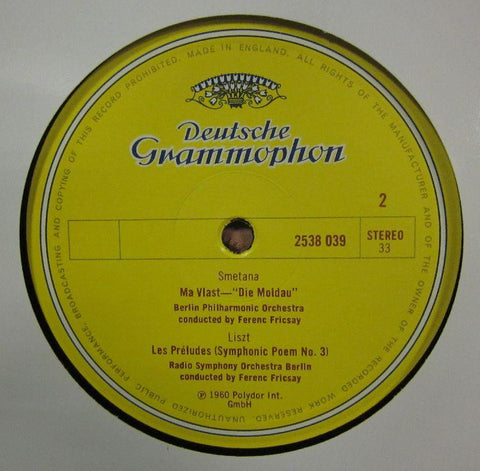 MADE IN ENGLAND. ALL RIGHTS OF THE MANUFACTURER AND OF THE OWNER OF THE RECORDED WORK RESERVED. UNAUTHORIZED PUBLIC PERFORMANCE, BROADCASTING AND COPYING OF THIS RECORD PROHIBITED.
Deutsche
Grammophon
2
2538 039
STEREO
33
Smetana
Ma Vlast—"Die Moldau"
Berlin Philharmonic Orchestra
conducted by Ferenc Fricsay
Liszt
Les Préludes (Symphonic Poem No. 3)
Radio Symphony Orchestra Berlin
conducted by Ferenc Fricsay
℗ 1960 Polydor Int.
GmbH